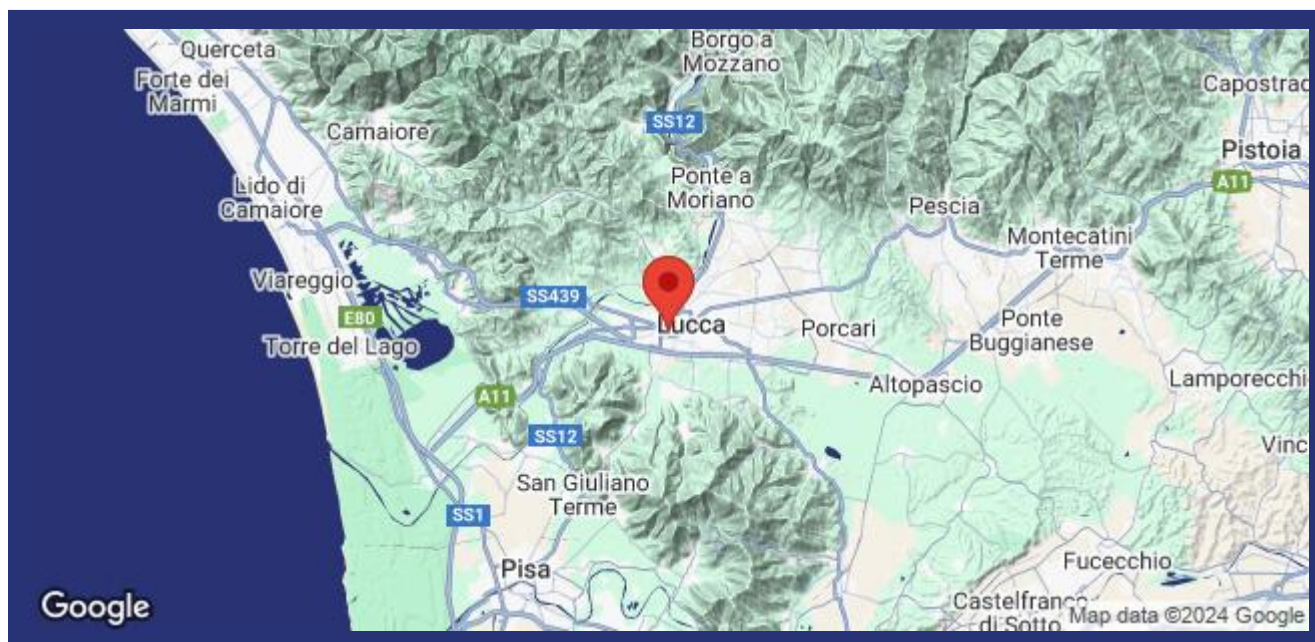 Querceta
Borgo a
Mozzano
Forte dei
Marmi
Capostrad
Camaiore
SS12
Pistoia
A11
Ponte a
Moriano
Lido di
Camaiore
Pescia
Montecatini
Terme
Viareggio
SS439
E80
Lucca
Porcari
Ponte
Buggianese
Torre del Lago
Altopascio
Lamporecchi
A11
SS12
Vinc
San Giuliano
Terme
SS1
Pisa
Fucecchio
Castelfranco
di Sotto
Google
Map data ©2024 Google